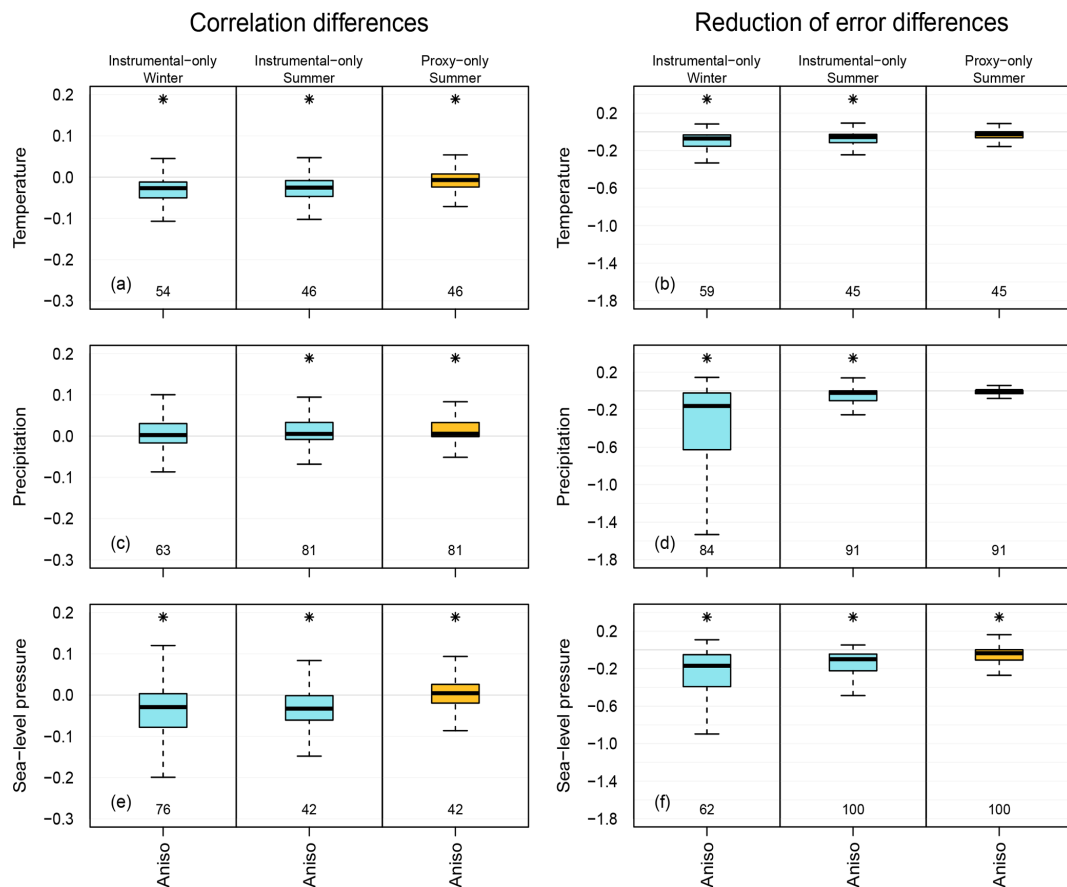 Correlation differences
Reduction of error differences
Instrumental−only
Winter
Instrumental−only
Summer
Proxy−only
Summer
Instrumental−only
Winter
Instrumental−only
Summer
Proxy−only
Summer
Temperature
0.2
0.1
0.0
−0.1
−0.2
−0.3
*
*
*
(a)
54
46
46
Temperature
0.2
−0.2
−0.6
−1.0
−1.4
−1.8
*
*
(b)
59
45
45
Precipitation
0.2
0.1
0.0
−0.1
−0.2
−0.3
*
*
(c)
63
81
81
Precipitation
0.2
−0.2
−0.6
−1.0
−1.4
−1.8
*
*
(d)
84
91
91
Sea−level pressure
0.2
0.1
0.0
−0.1
−0.2
−0.3
*
*
*
(e)
76
42
42
Sea−level pressure
0.2
−0.2
−0.6
−1.0
−1.4
−1.8
*
*
*
(f)
62
100
100
Aniso
Aniso
Aniso
Aniso
Aniso
Aniso